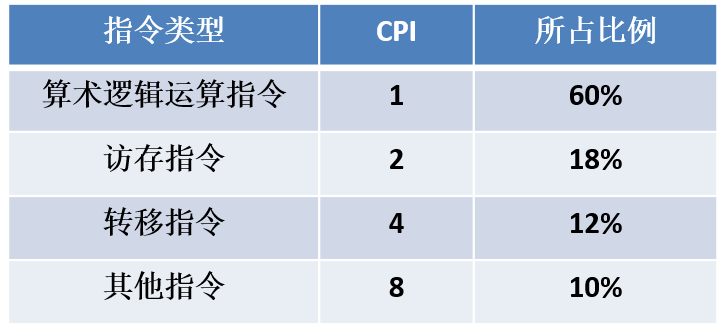 指令类型 CPI 所占比例
算术逻辑运算指令 1 60%
访存指令 2 18%
转移指令 4 12%
其他指令 8 10%